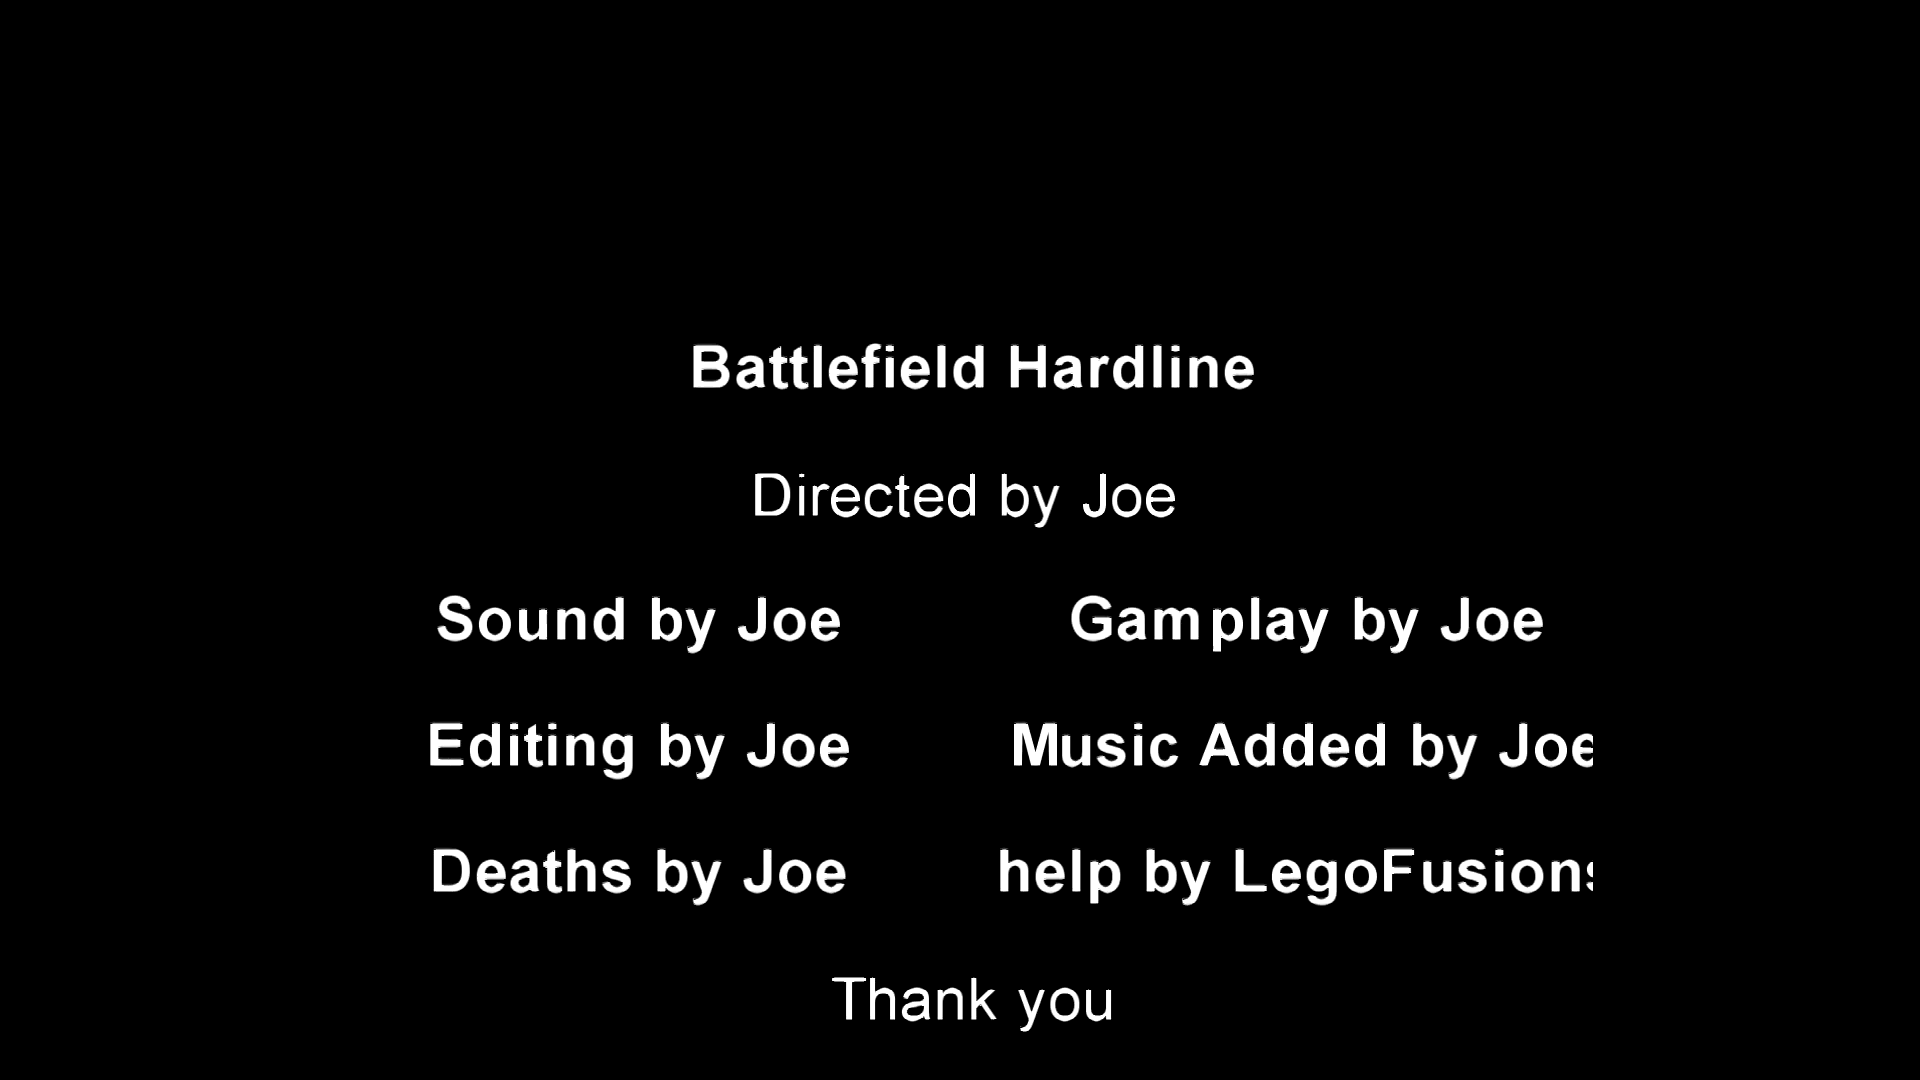 Battlefield Hardline
Directed by Joe
Sound by Joe Gamplay by Joe
Editing by Joe Music Added by Joe
Deaths by Joe help by LegoFusions
Thank you